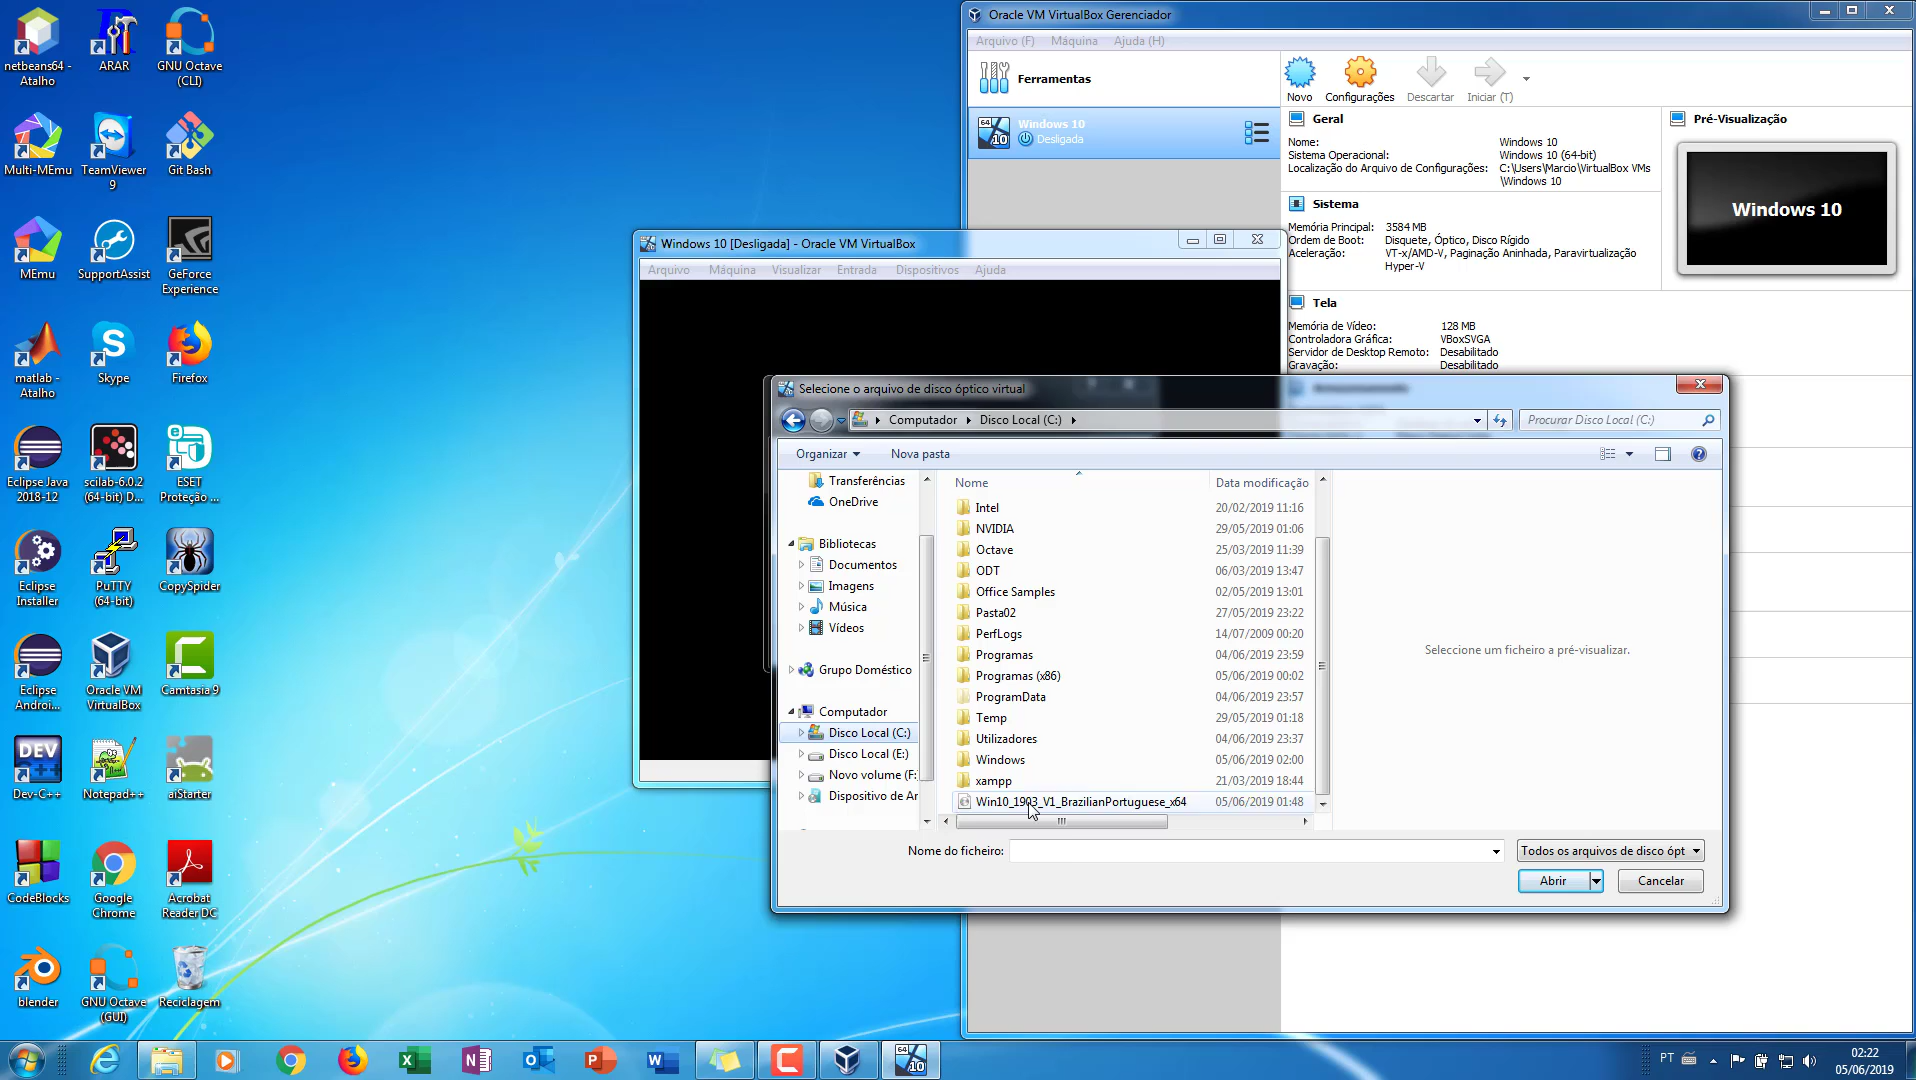 netbeans64 -
Atalho
ARAR
GNU Octave
(CLI)
Multi-MEmu
TeamViewer
9
Git Bash
MEmu
SupportAssist
GeForce
Experience
matlab -
Atalho
Skype
Firefox
Eclipse Java
2018-12
scilab-6.0.2
(64-bit) D...
ESET
Proteção ...
Eclipse
Installer
PuTTY
(64-bit)
CopySpider
Eclipse
Androi...
Oracle VM
VirtualBox
Camtasia 9
DEV
Dev-C++
Notepad++
aiStarter
CodeBlocks
Google
Chrome
Acrobat
Reader DC
blender
GNU Octave
(GUI)
Reciclagem
Oracle VM VirtualBox Gerenciador
Arquivo (F) Máquina Ajuda (H)
Ferramentas
Novo Configurações Descartar Iniciar (T)
64
10
Windows 10
Desligada
Geral
Nome: Windows 10
Sistema Operacional: Windows 10 (64-bit)
Localização do Arquivo de Configurações: C:\Users\Marcio\VirtualBox VMs
\Windows 10
Pré-Visualização
Windows 10
Sistema
Memória Principal: 3584 MB
Ordem de Boot: Disquete, Óptico, Disco Rígido
Aceleração: VT-x/AMD-V, Paginação Aninhada, Paravirtualização
Hyper-V
Tela
Memória de Vídeo: 128 MB
Controladora Gráfica: VBoxSVGA
Servidor de Desktop Remoto: Desabilitado
Gravação: Desabilitado
Windows 10 [Desligada] - Oracle VM VirtualBox
Arquivo Máquina Visualizar Entrada Dispositivos Ajuda
Selecione o arquivo de disco óptico virtual
Computador Disco Local (C:)
Procurar Disco Local (C:)
Organizar Nova pasta
Transferências
OneDrive
Bibliotecas
Documentos
Imagens
Música
Vídeos
Grupo Doméstico
Computador
Disco Local (C:)
Disco Local (E:)
Novo volume (F:
Dispositivo de Ar
Nome Data modificação
Intel 20/02/2019 11:16
NVIDIA 29/05/2019 01:06
Octave 25/03/2019 11:39
ODT 06/03/2019 13:47
Office Samples 02/05/2019 13:01
Pasta02 27/05/2019 23:22
PerfLogs 14/07/2009 00:20
Programas 04/06/2019 23:59
Programas (x86) 05/06/2019 00:02
ProgramData 04/06/2019 23:57
Temp 29/05/2019 01:18
Utilizadores 04/06/2019 23:37
Windows 05/06/2019 02:00
xampp 21/03/2019 18:44
Win10_1903_V1_BrazilianPortuguese_x64 05/06/2019 01:48
Seleccione um ficheiro a pré-visualizar.
Nome do ficheiro:
Todos os arquivos de disco ópt
Abrir Cancelar
PT
02:22
05/06/2019